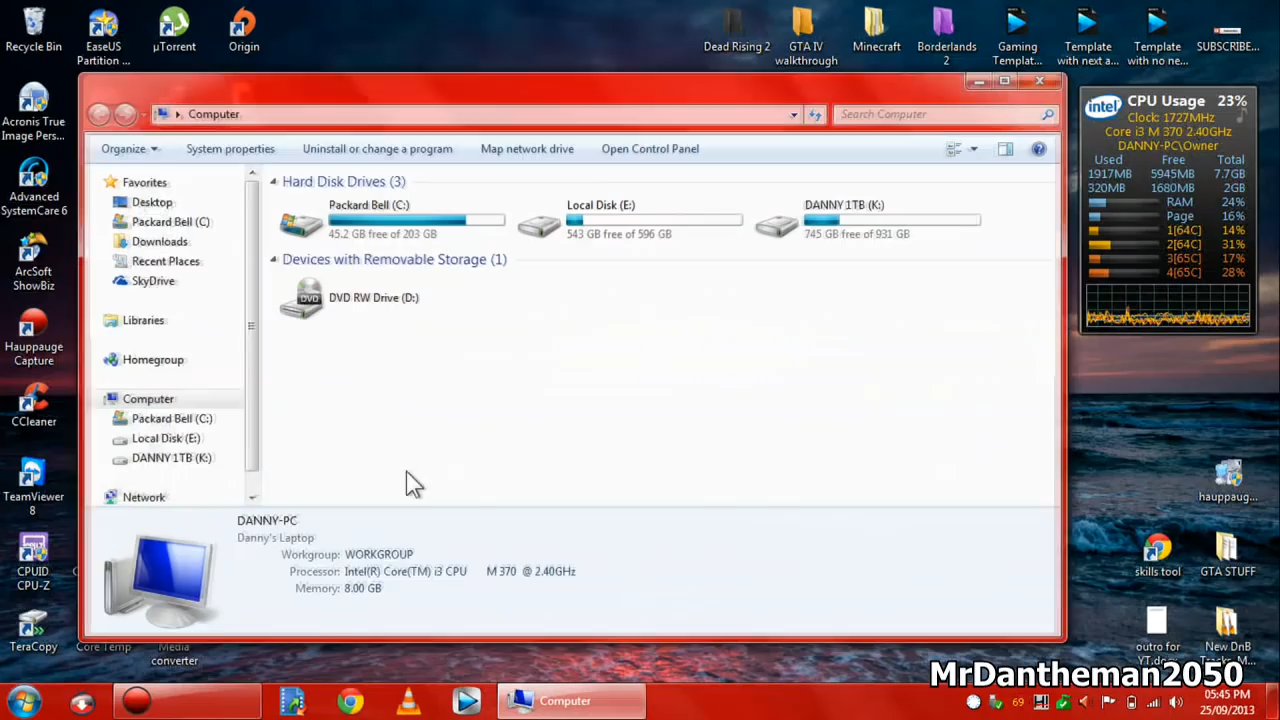 Recycle Bin
EaseUS
Partition ...
µTorrent
Origin
Dead Rising 2
GTA IV
walkthrough
Minecraft
Borderlands
2
Gaming
Templat...
Template
with next a...
Template
with no ne...
SUBSCRIBE...
Acronis True
Image Pers...
Advanced
SystemCare 6
ArcSoft
ShowBiz
Hauppauge
Capture
CCleaner
TeamViewer
8
CPUID
CPU-Z
TeraCopy
Core Temp
Media
converter
Computer
Search Computer
Organize
System properties
Uninstall or change a program
Map network drive
Open Control Panel
Favorites
Desktop
Packard Bell (C)
Downloads
Recent Places
SkyDrive
Libraries
Homegroup
Computer
Packard Bell (C:)
Local Disk (E:)
DANNY 1TB (K:)
Network
Hard Disk Drives (3)
Packard Bell (C:)
45.2 GB free of 203 GB
Local Disk (E:)
543 GB free of 596 GB
DANNY 1TB (K:)
745 GB free of 931 GB
Devices with Removable Storage (1)
DVD
DVD RW Drive (D:)
DANNY-PC
Danny's Laptop
Workgroup: WORKGROUP
Processor: Intel(R) Core(TM) i3 CPU M 370 @ 2.40GHz
Memory: 8.00 GB
intel
CPU Usage 23%
Clock: 1727MHz
Core i3 M 370 2.40GHz
DANNY-PC\Owner
Used Free Total
1917MB 5945MB 7.7GB
320MB 1680MB 2GB
RAM 24%
Page 16%
1[64C] 14%
2[64C] 31%
3[65C] 17%
4[65C] 28%
hauppaug...
skills tool
GTA STUFF
outro for
YT.docx
New DnB
MrDantheman2050
Computer
69
05:45 PM
25/09/2013